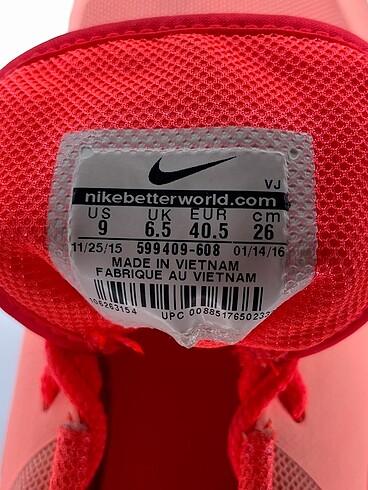 VJ
nikebetterworld.com
US UK EUR cm
9 6.5 40.5 26
11/25/15 599409-608 01/14/16
MADE IN VIETNAM
FABRIQUE AU VIETNAM
106263154 UPC 00885176502